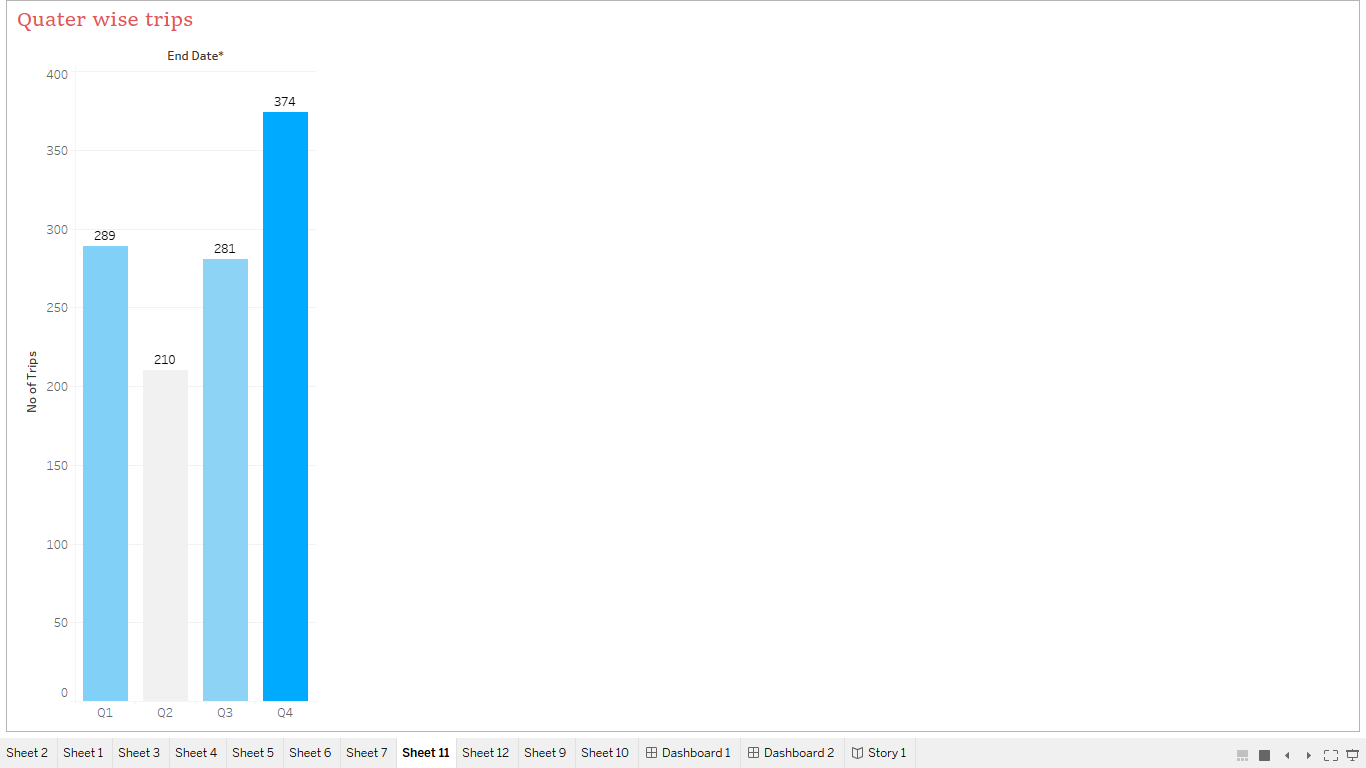 Quater wise trips
End Date*
400
374
350
300
289
281
250
210
No of Trips
200
150
100
50
0
Q1 Q2 Q3 Q4
Sheet 2 Sheet 1 Sheet 3 Sheet 4 Sheet 5 Sheet 6 Sheet 7 Sheet 11 Sheet 12 Sheet 9 Sheet 10 Dashboard 1 Dashboard 2 Story 1